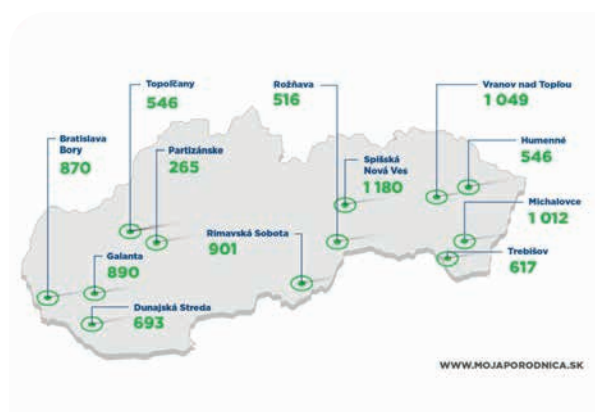 Topoľčany
546
Rožňava
516
Vranov nad Topľou
1 049
Bratislava
Bory
870
Partizánske
265
Spišská
Nová Ves
1 180
Humenné
546
Michalovce
1 012
Rimavská Sobota
901
Galanta
890
Trebišov
617
Dunajská Streda
693
WWW.MOJAPORODNICA.SK